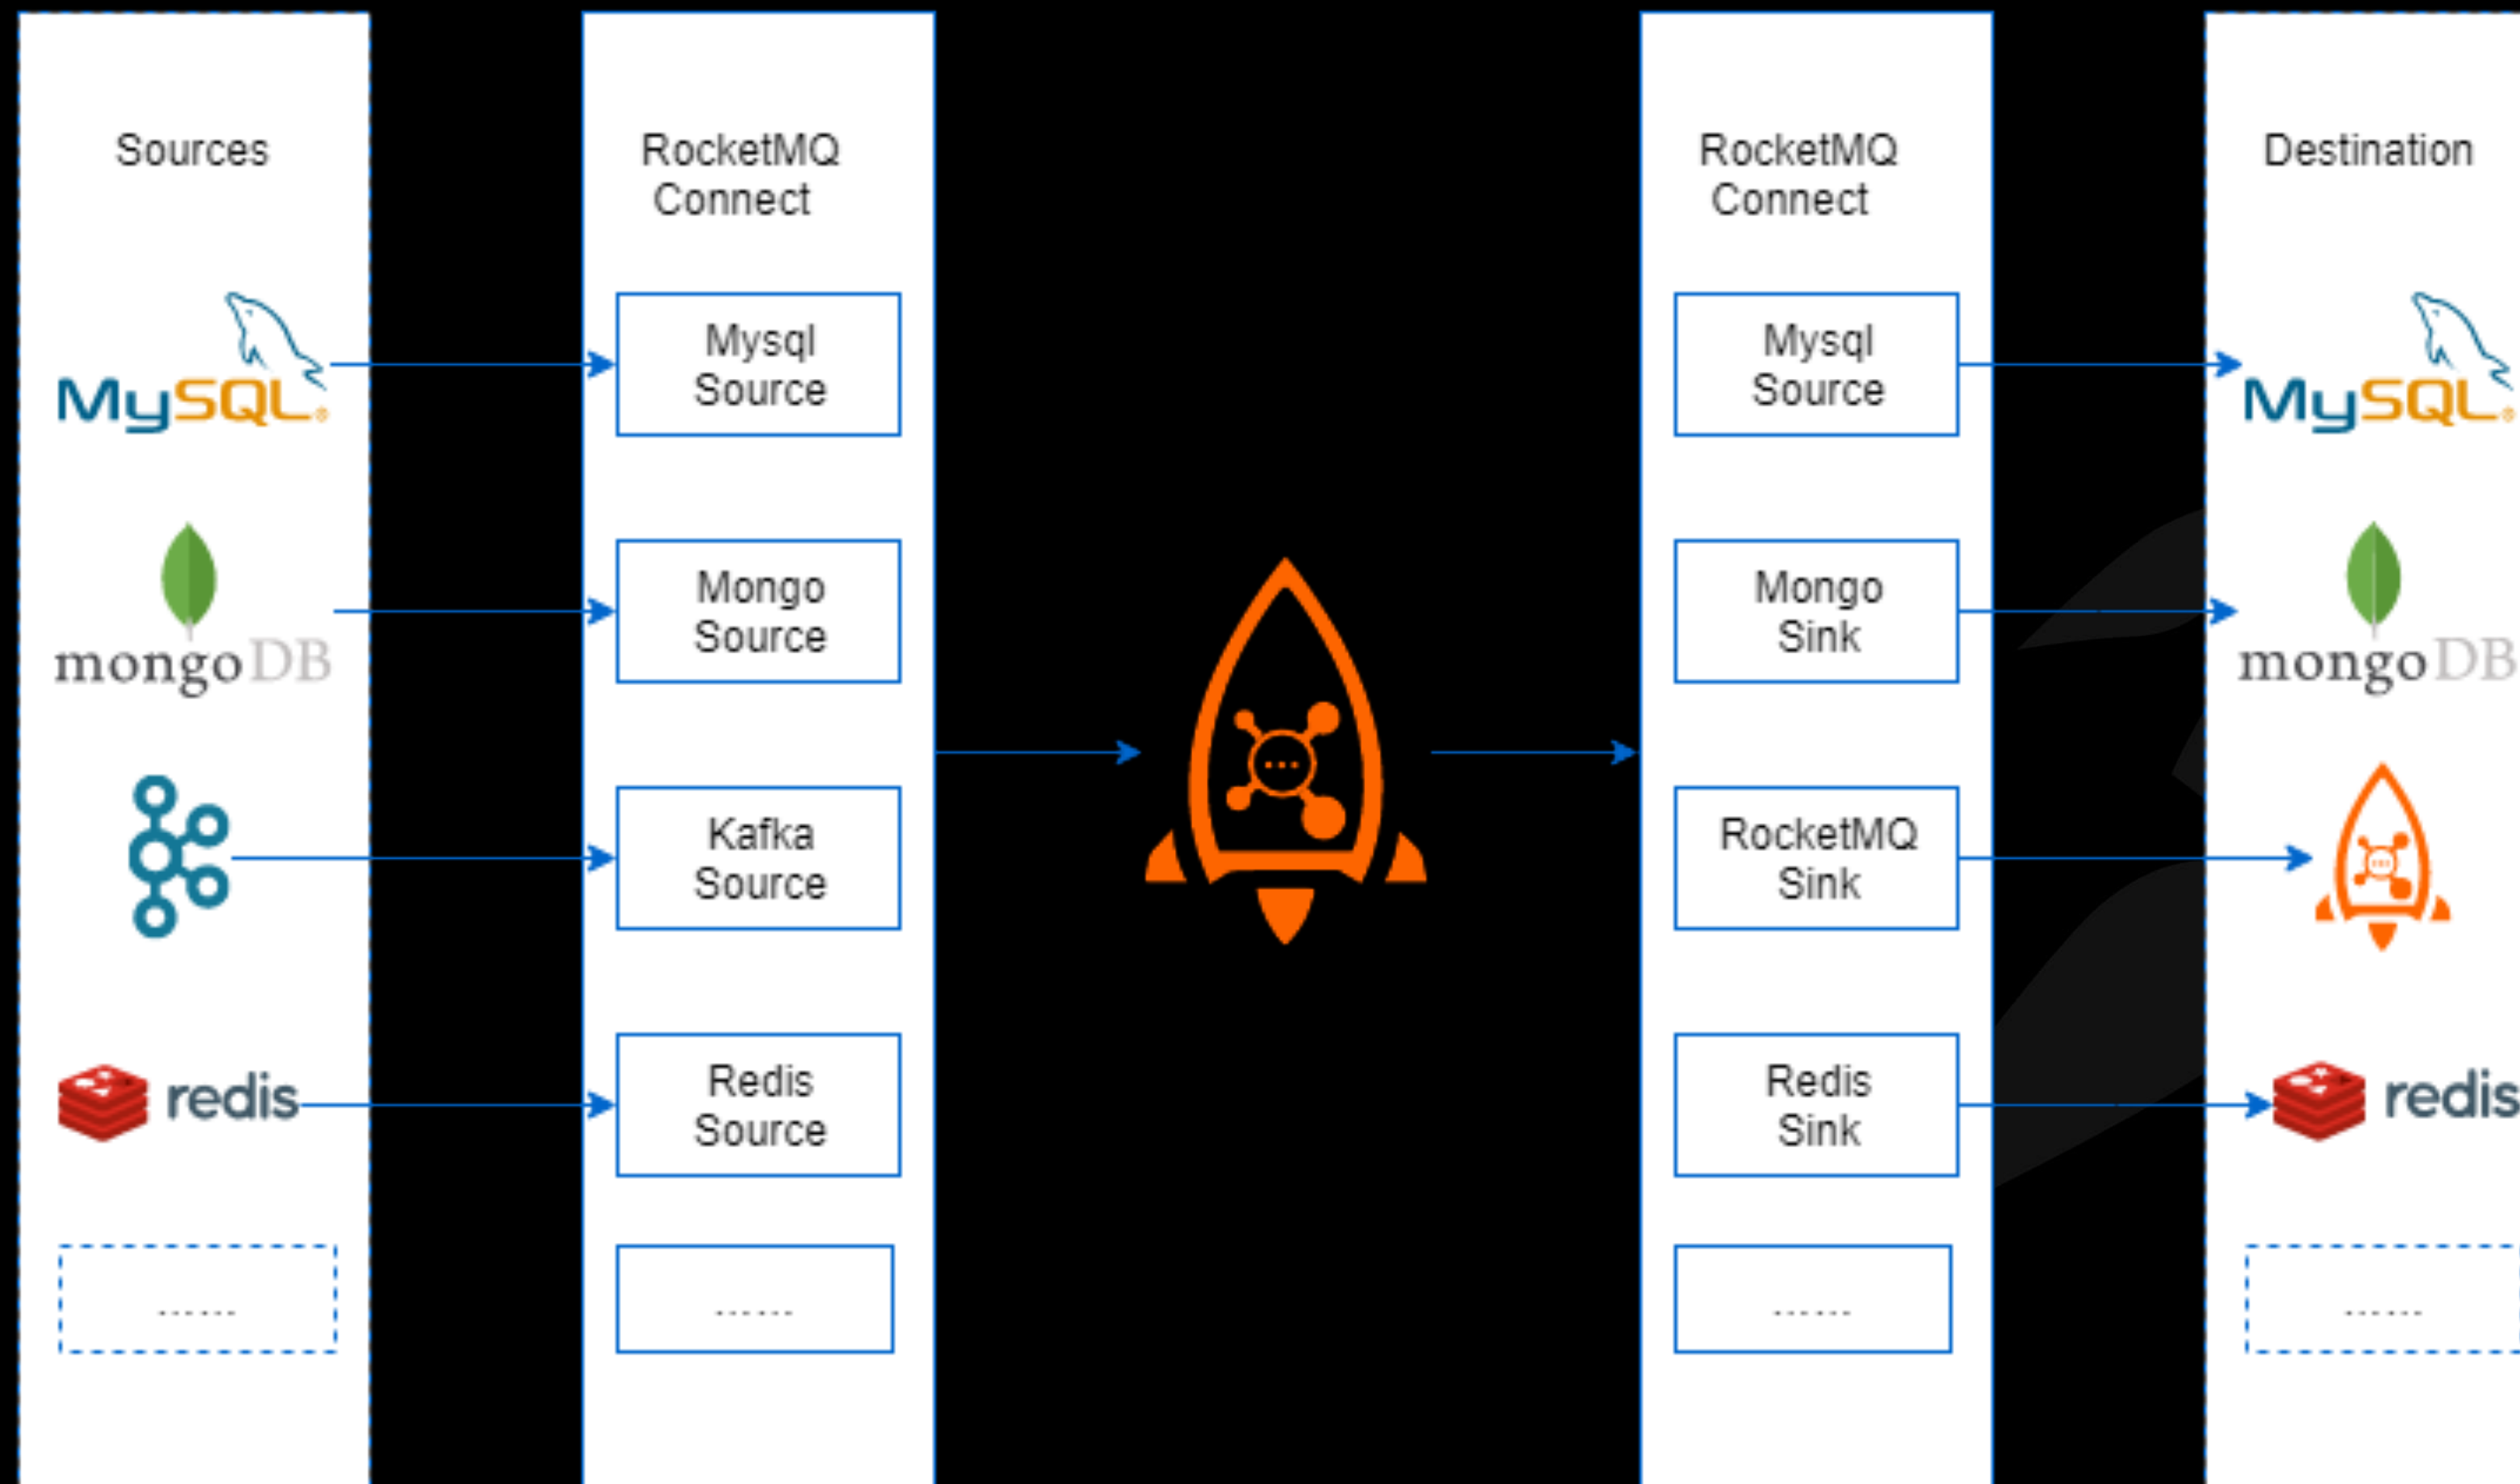 Sources
MySQL®
mongoDB
redis
......
RocketMQ
Connect
Mysql
Source
Mongo
Source
Kafka
Source
Redis
Source
......
RocketMQ
Connect
Mysql
Source
Mongo
Sink
RocketMQ
Sink
Redis
Sink
......
Destination
MySQL®
mongoDB
redis
......